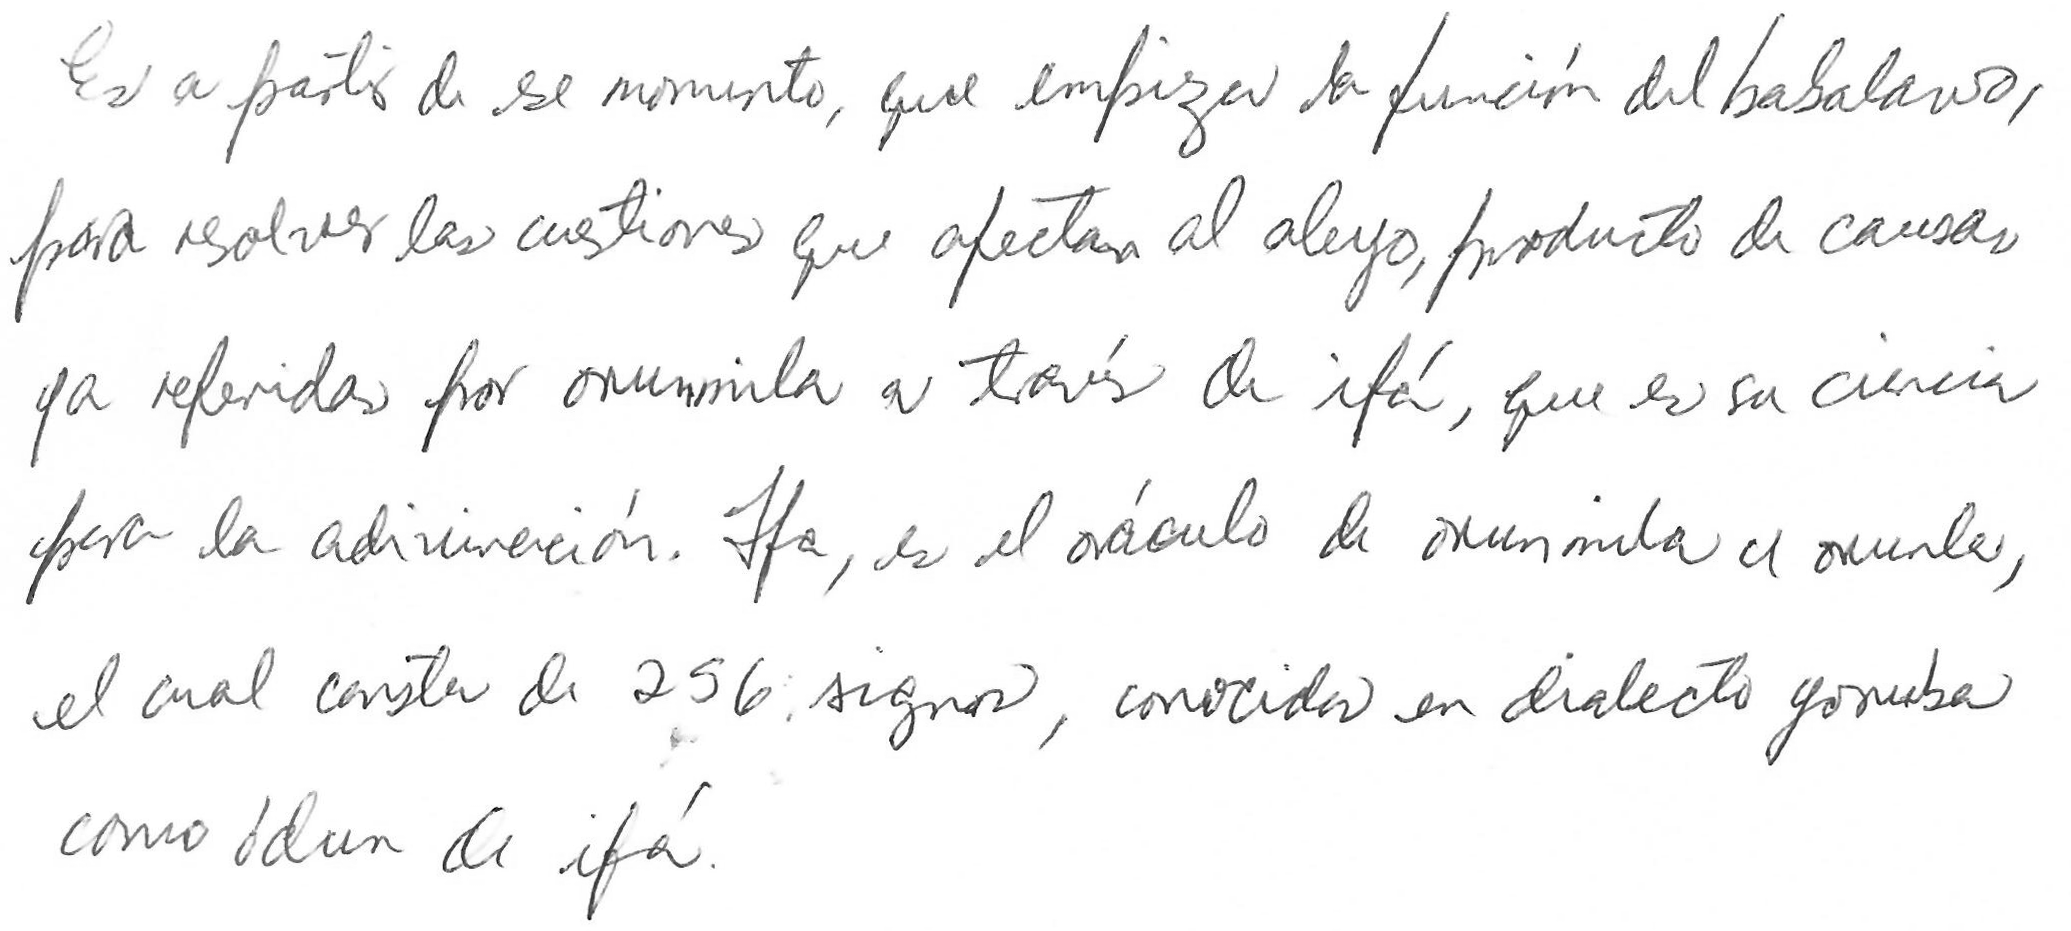 Es a partir de ese momento, que empieza la función del babalawo,
para resolver las cuestiones que afectan al aleyo, producto de causas
ya referidas por orunmila a través de ifá, que es su ciencia
para la adivinación. Ifa, es el oráculo de orunmila u orunla,
el cual consta de 256 signos, conocidos en dialecto yoruba
como ódun de ifá.